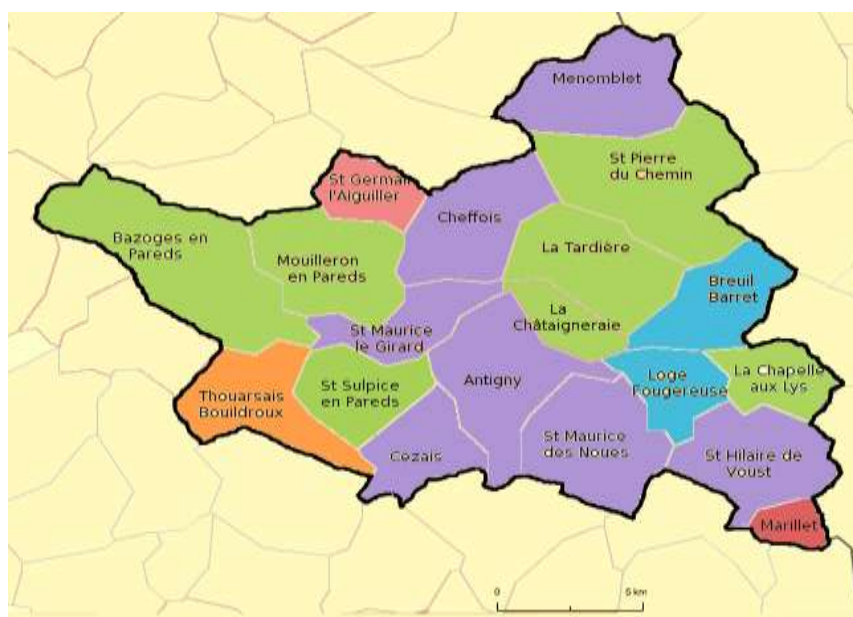 Menomblet
St Pierre
du Chemin
St Germain
l'Aiguiller
Cheffois
Bazoges en
Pareds
Mouilleron
en Pareds
La Tardière
Breuil
Barret
La
Châtaigneraie
St Maurice
le Girard
Antigny
Loge
Fougereuse
La Chapelle
aux Lys
Thouarsais
Bouildroux
St Sulpice
en Pareds
Cezais
St Maurice
des Noues
St Hilaire de
Voust
Marillet
0 5 km